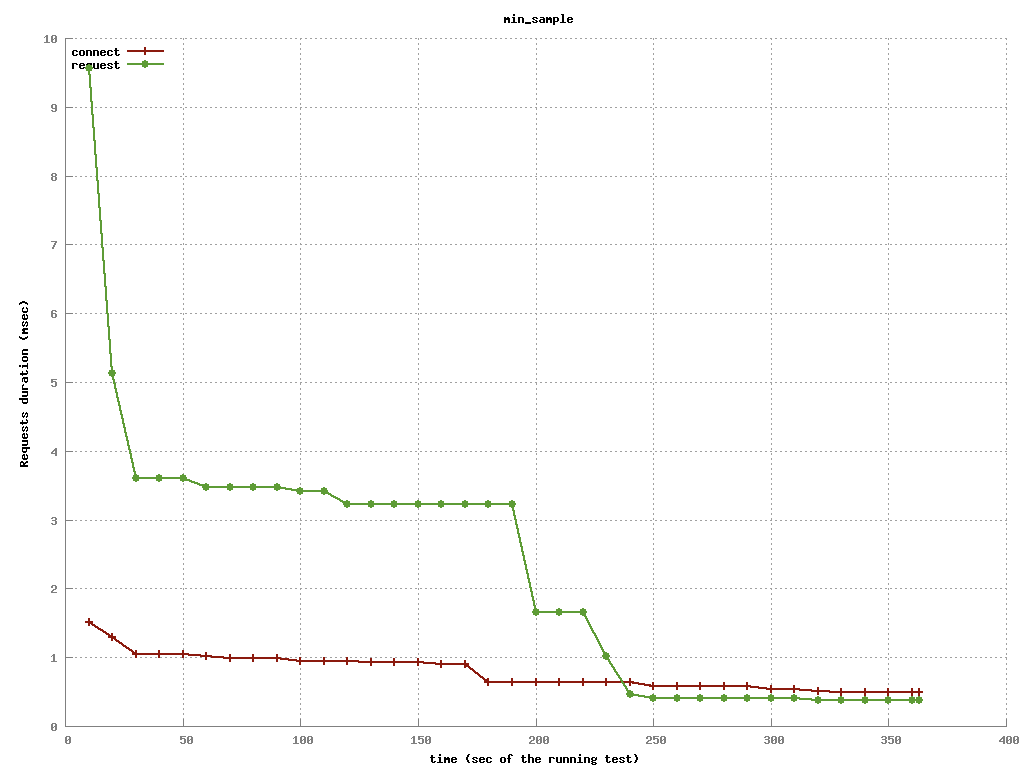 min_sample
connect
request
10
9
8
7
6
5
4
3
2
1
0
Requests duration (msec)
0 50 100 150 200 250 300 350 400
time (sec of the running test)